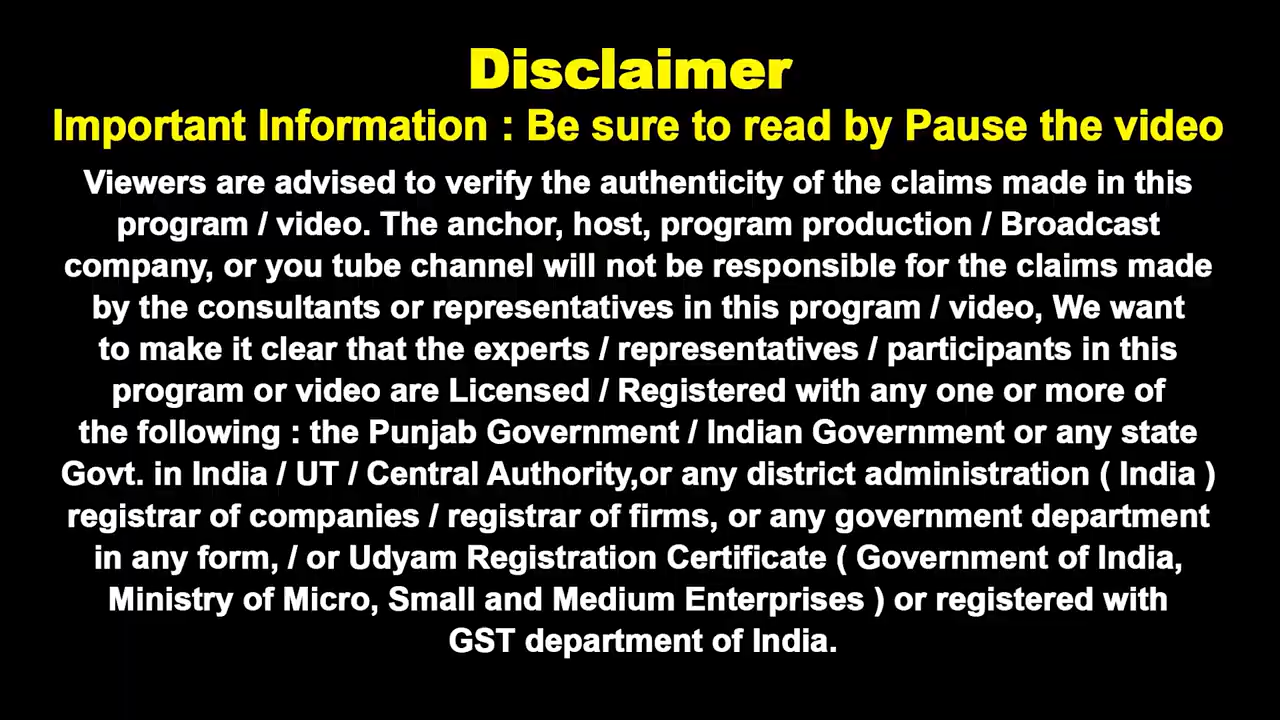 Disclaimer
Important Information : Be sure to read by Pause the video
Viewers are advised to verify the authenticity of the claims made in this
program / video. The anchor, host, program production / Broadcast
company, or you tube channel will not be responsible for the claims made
by the consultants or representatives in this program / video, We want
to make it clear that the experts / representatives / participants in this
program or video are Licensed / Registered with any one or more of
the following : the Punjab Government / Indian Government or any state
Govt. in India / UT / Central Authority,or any district administration ( India )
registrar of companies / registrar of firms, or any government department
in any form, / or Udyam Registration Certificate ( Government of India,
Ministry of Micro, Small and Medium Enterprises ) or registered with
GST department of India.